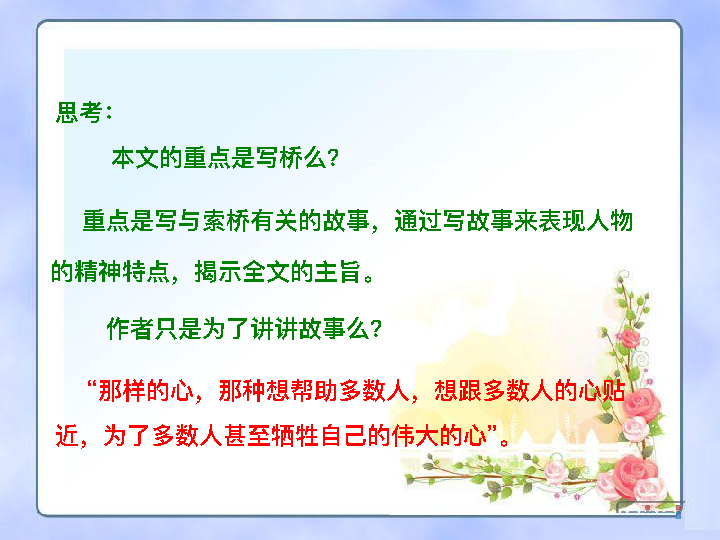 思考：
本文的重点是写桥么？
重点是写与索桥有关的故事，通过写故事来表现人物
的精神特点，揭示全文的主旨。
作者只是为了讲讲故事么？
“那样的心，那种想帮助多数人，想跟多数人的心贴
近，为了多数人甚至牺牲自己的伟大的心”。